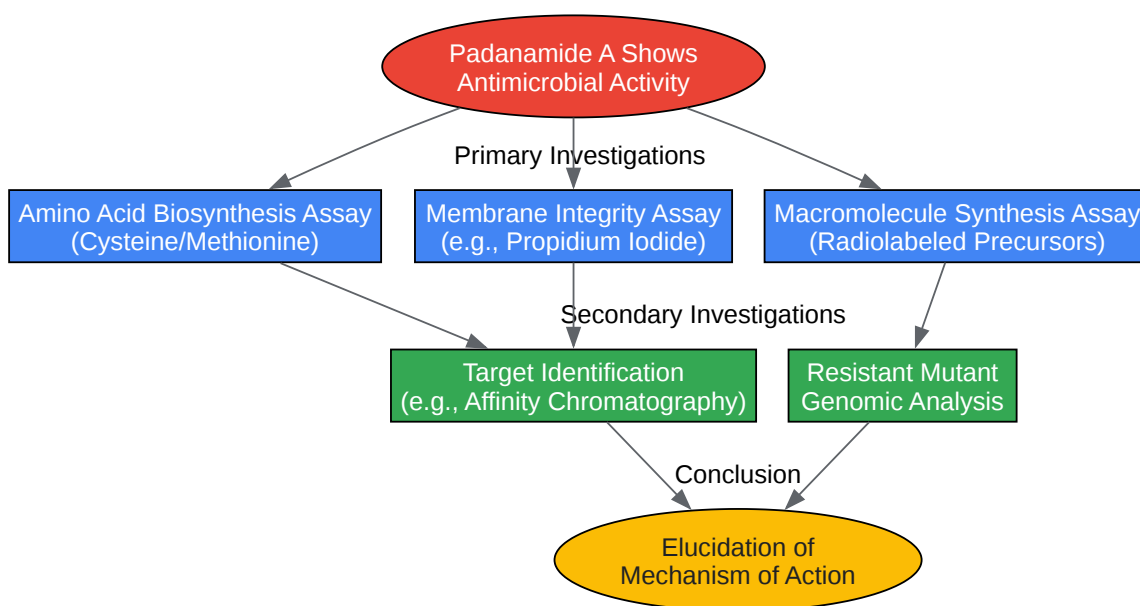 Padanamide A Shows
Antimicrobial Activity
Primary Investigations
Amino Acid Biosynthesis Assay
(Cysteine/Methionine)
Membrane Integrity Assay
(e.g., Propidium Iodide)
Macromolecule Synthesis Assay
(Radiolabeled Precursors)
Secondary Investigations
Target Identification
(e.g., Affinity Chromatography)
Resistant Mutant
Genomic Analysis
Conclusion
Elucidation of
Mechanism of Action